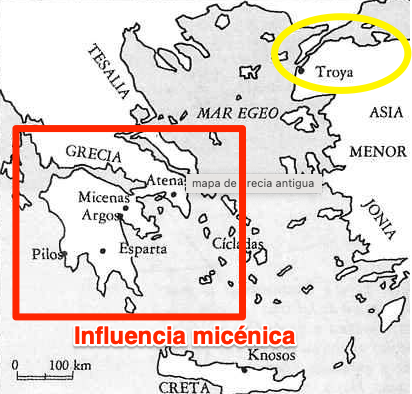 TESALIA
Troya
MAR EGEO
ASIA
MENOR
GRECIA
Atena
mapa de grecia antigua
Micenas
Argos
JONIA
Pilos
Esparta
Cícladas
Influencia micénica
0 100 km
Knosos
CRETA